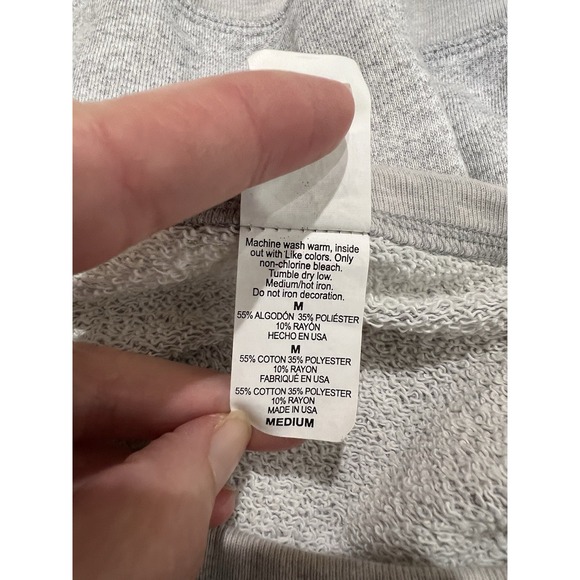 Machine wash warm, inside
out with Like colors. Only
non-chlorine bleach.
Tumble dry low.
Medium/hot iron.
Do not iron decoration.
M
55% ALGODÓN 35% POLIÉSTER
10% RAYÓN
HECHO EN USA
M
55% COTON 35% POLYESTER
10% RAYON
FABRIQUÉ EN USA
55% COTTON 35% POLYESTER
10% RAYON
MADE IN USA
MEDIUM